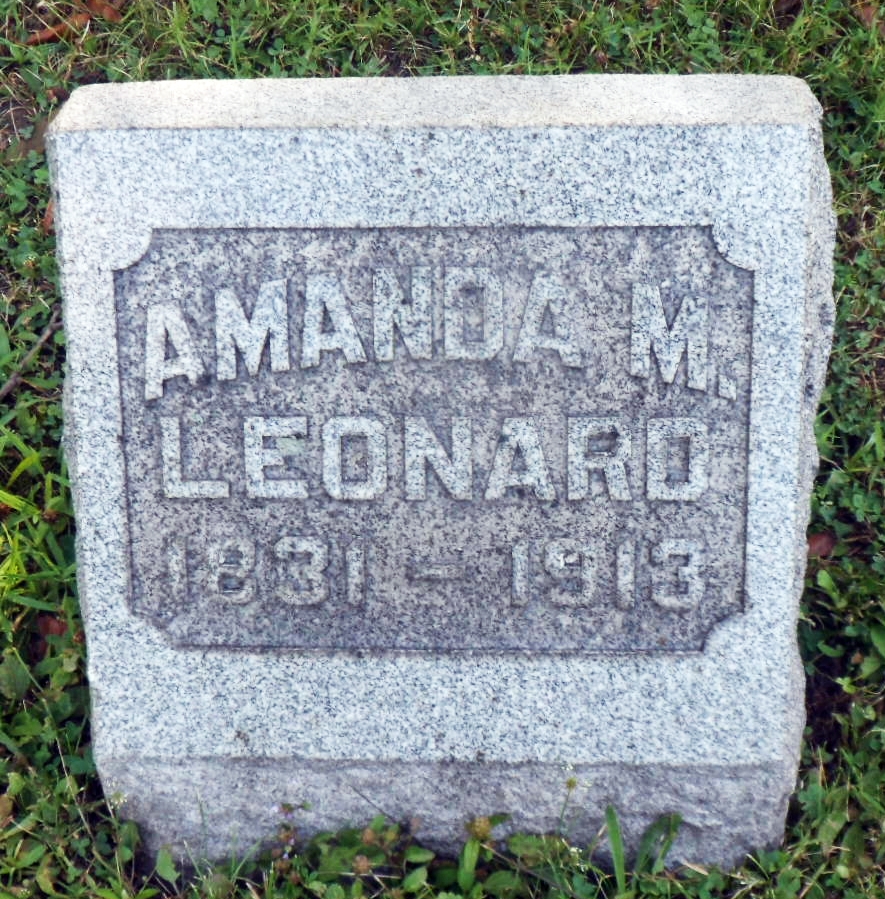 AMANDA M.
LEONARD
1831 - 1913